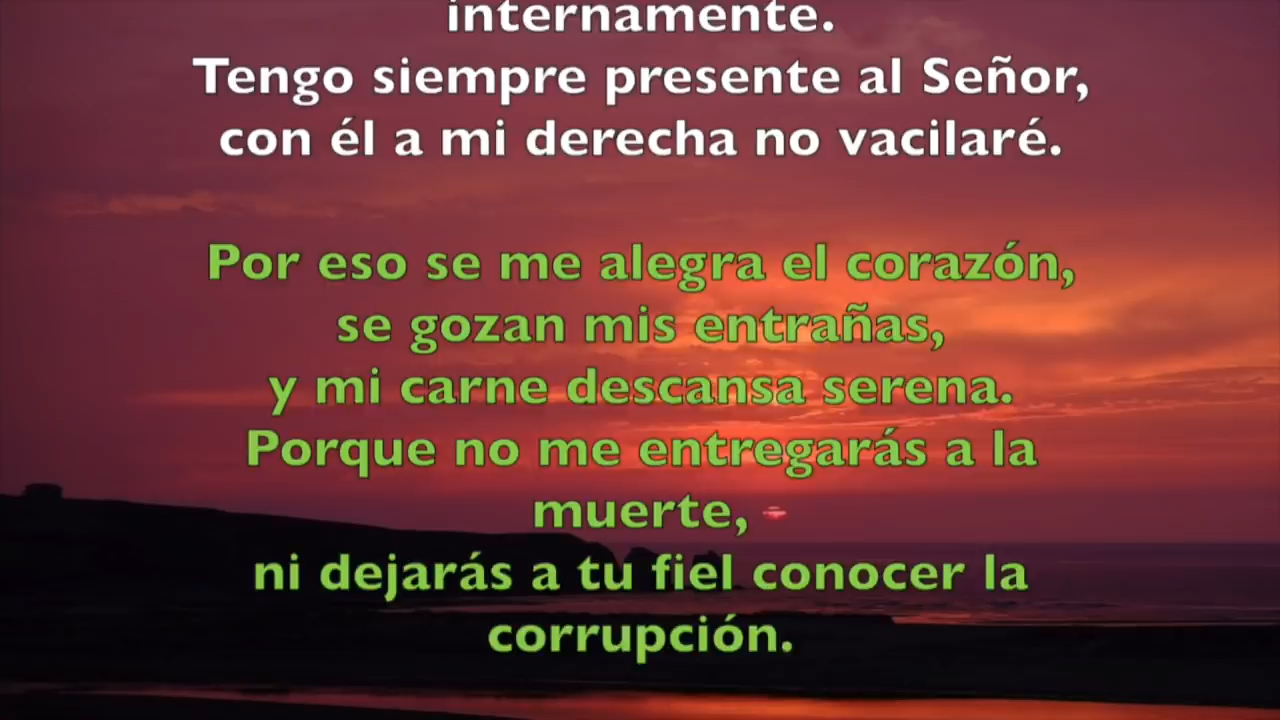 internamente.
Tengo siempre presente al Señor,
con él a mi derecha no vacilaré.
Por eso se me alegra el corazón,
se gozan mis entrañas,
y mi carne descansa serena.
Porque no me entregarás a la
muerte,
ni dejarás a tu fiel conocer la
corrupción.